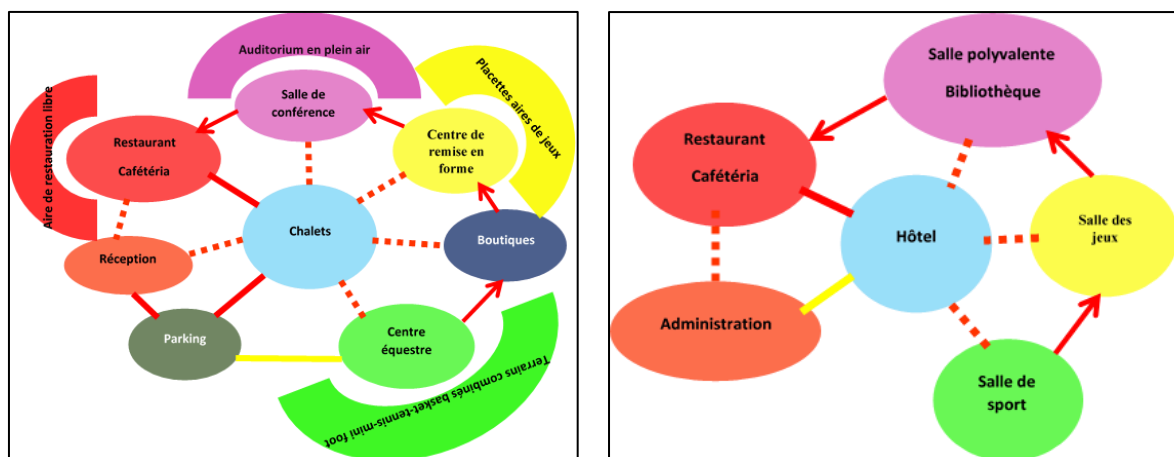 Auditorium en plein air
Placettes aires de jeux
Aire de restauration libre
Salle de
conférence
Restaurant
Cafétéria
Centre de
remise en
forme
Chalets
Boutiques
Réception
Parking
Centre
équestre
Terrains combinés basket-tennis-mini foot
Salle polyvalente
Bibliothèque
Restaurant
Cafétéria
Hôtel
Salle des
jeux
Administration
Salle de
sport